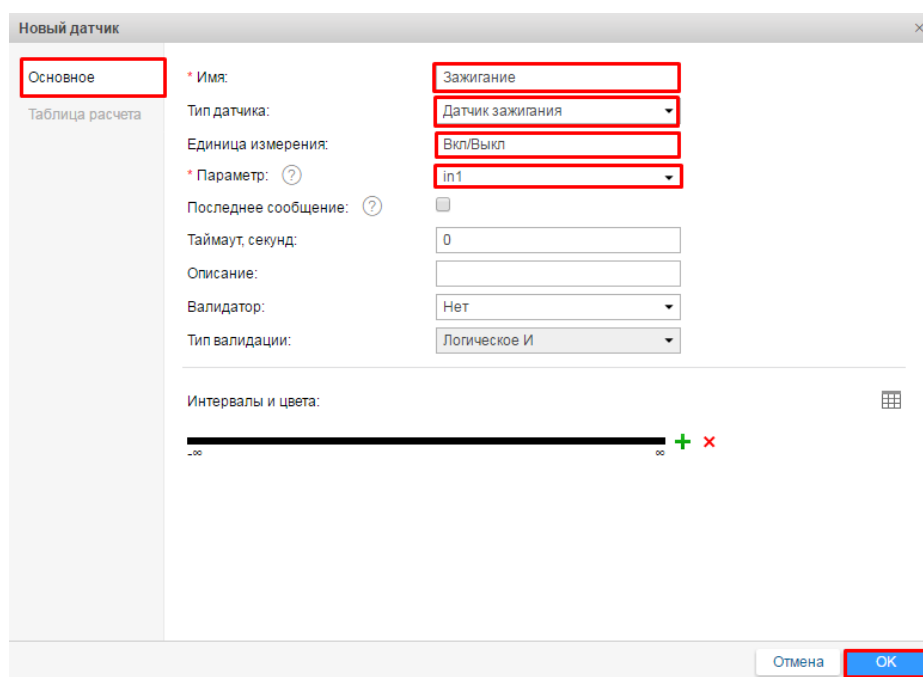 Новый датчик ×
Основное
Таблица расчета
* Имя: Зажигание
Тип датчика: Датчик зажигания
Единица измерения: Вкл/Выкл
* Параметр: ? in1
Последнее сообщение: ?
Таймаут, секунд: 0
Описание:
Валидатор: Нет
Тип валидации: Логическое И
Интервалы и цвета:
-∞ ∞
Отмена OK